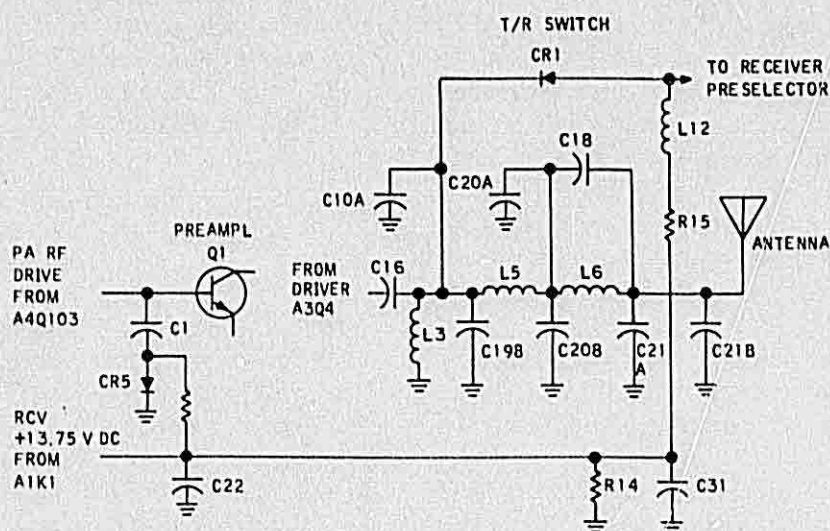 T/R SWITCH
CR1
TO RECEIVER
PRESELECTOR
L12
C18
C20A
C10A
R15
ANTENNA
PREAMPL
Q1
PA RF
DRIVE
FROM
A4Q103
FROM
DRIVER
A3Q4
C16
L5
L6
C1
L3
C19B
C20B
C21
A
C21B
CR5
RCV
+13.75 V DC
FROM
A1K1
C22
R14
C31